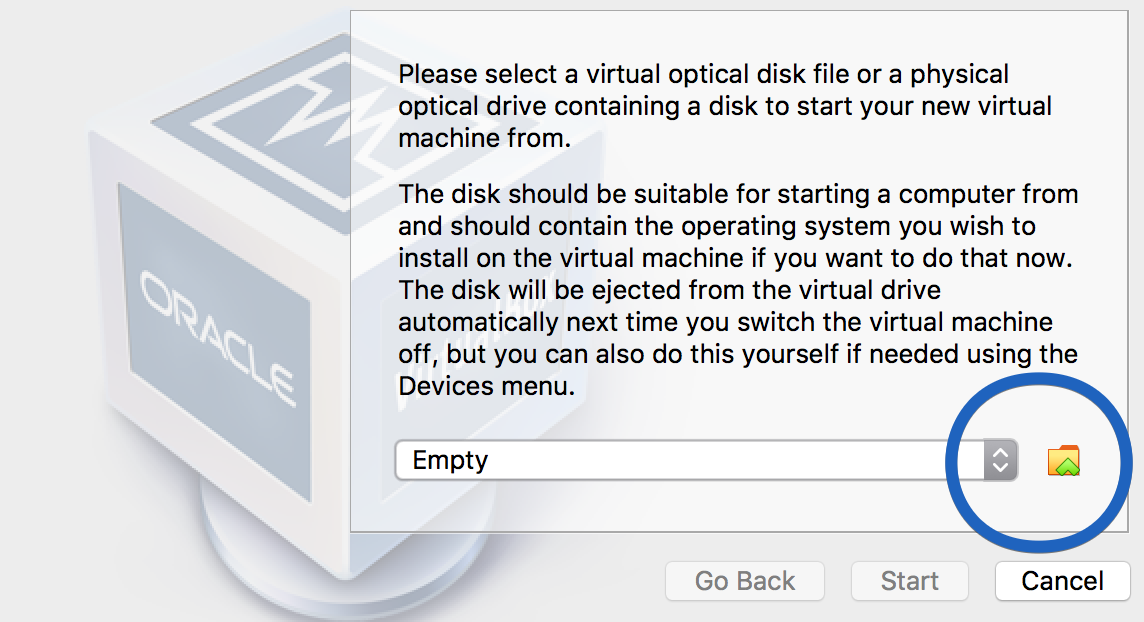 Please select a virtual optical disk file or a physical
optical drive containing a disk to start your new virtual
machine from.
The disk should be suitable for starting a computer from
and should contain the operating system you wish to
install on the virtual machine if you want to do that now.
The disk will be ejected from the virtual drive
automatically next time you switch the virtual machine
off, but you can also do this yourself if needed using the
Devices menu.
ORACLE
VirtualBox
Empty
Go Back
Start
Cancel